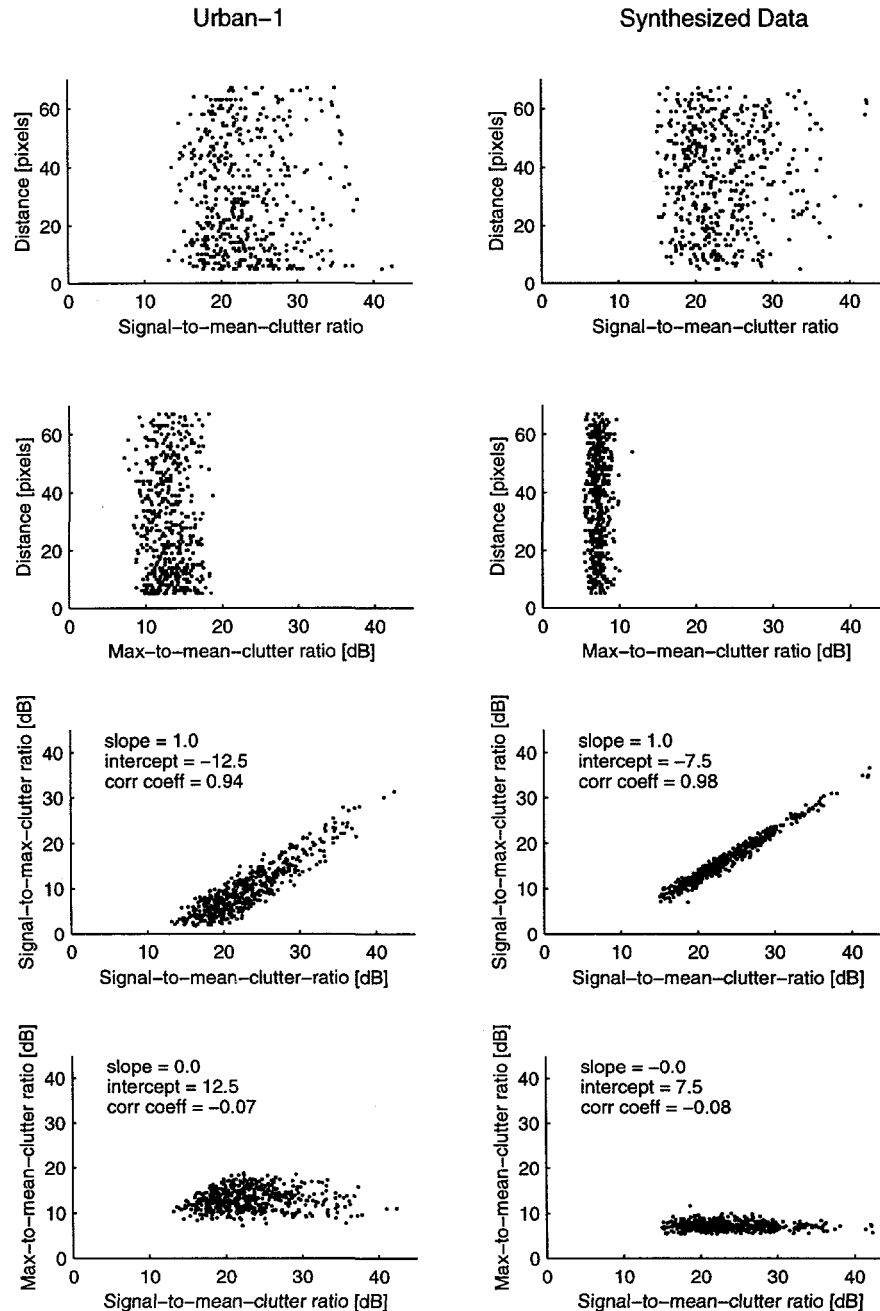 Urban-1
Synthesized Data
Distance [pixels]
60
40
20
0
0 10 20 30 40
Signal-to-mean-clutter ratio
Distance [pixels]
60
40
20
0
0 10 20 30 40
Signal-to-mean-clutter ratio
Distance [pixels]
60
40
20
0
0 10 20 30 40
Max-to-mean-clutter ratio [dB]
Distance [pixels]
60
40
20
0
0 10 20 30 40
Max-to-mean-clutter ratio [dB]
Signal-to-max-clutter ratio [dB]
40
30
20
10
0
slope = 1.0
intercept = -12.5
corr coeff = 0.94
0 10 20 30 40
Signal-to-mean-clutter-ratio [dB]
Signal-to-max-clutter ratio [dB]
40
30
20
10
0
slope = 1.0
intercept = -7.5
corr coeff = 0.98
0 10 20 30 40
Signal-to-mean-clutter-ratio [dB]
Max-to-mean-clutter ratio [dB]
40
30
20
10
0
slope = 0.0
intercept = 12.5
corr coeff = -0.07
0 10 20 30 40
Signal-to-mean-clutter-ratio [dB]
Max-to-mean-clutter ratio [dB]
40
30
20
10
0
slope = -0.0
intercept = 7.5
corr coeff = -0.08
0 10 20 30 40
Signal-to-mean-clutter-ratio [dB]